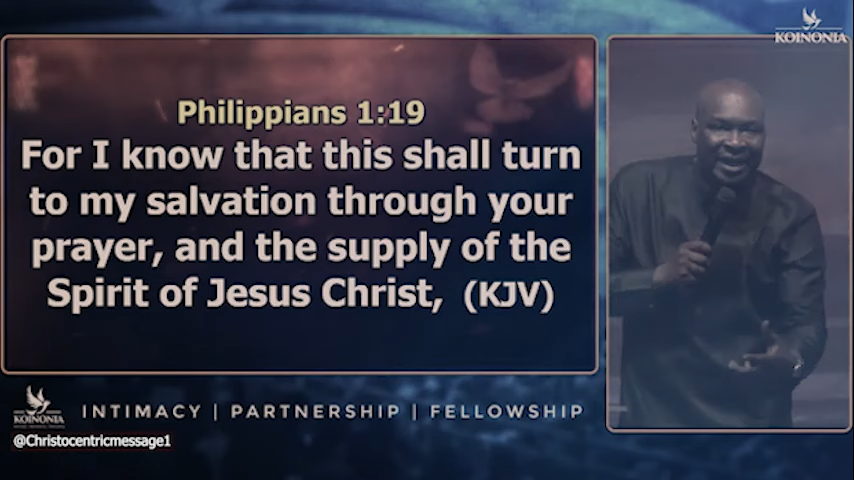 KOINONIA
Philippians 1:19
For I know that this shall turn
to my salvation through your
prayer, and the supply of the
Spirit of Jesus Christ, (KJV)
KOINONIA
INTIMACY | PARTNERSHIP | FELLOWSHIP
@Christocentricmessage1